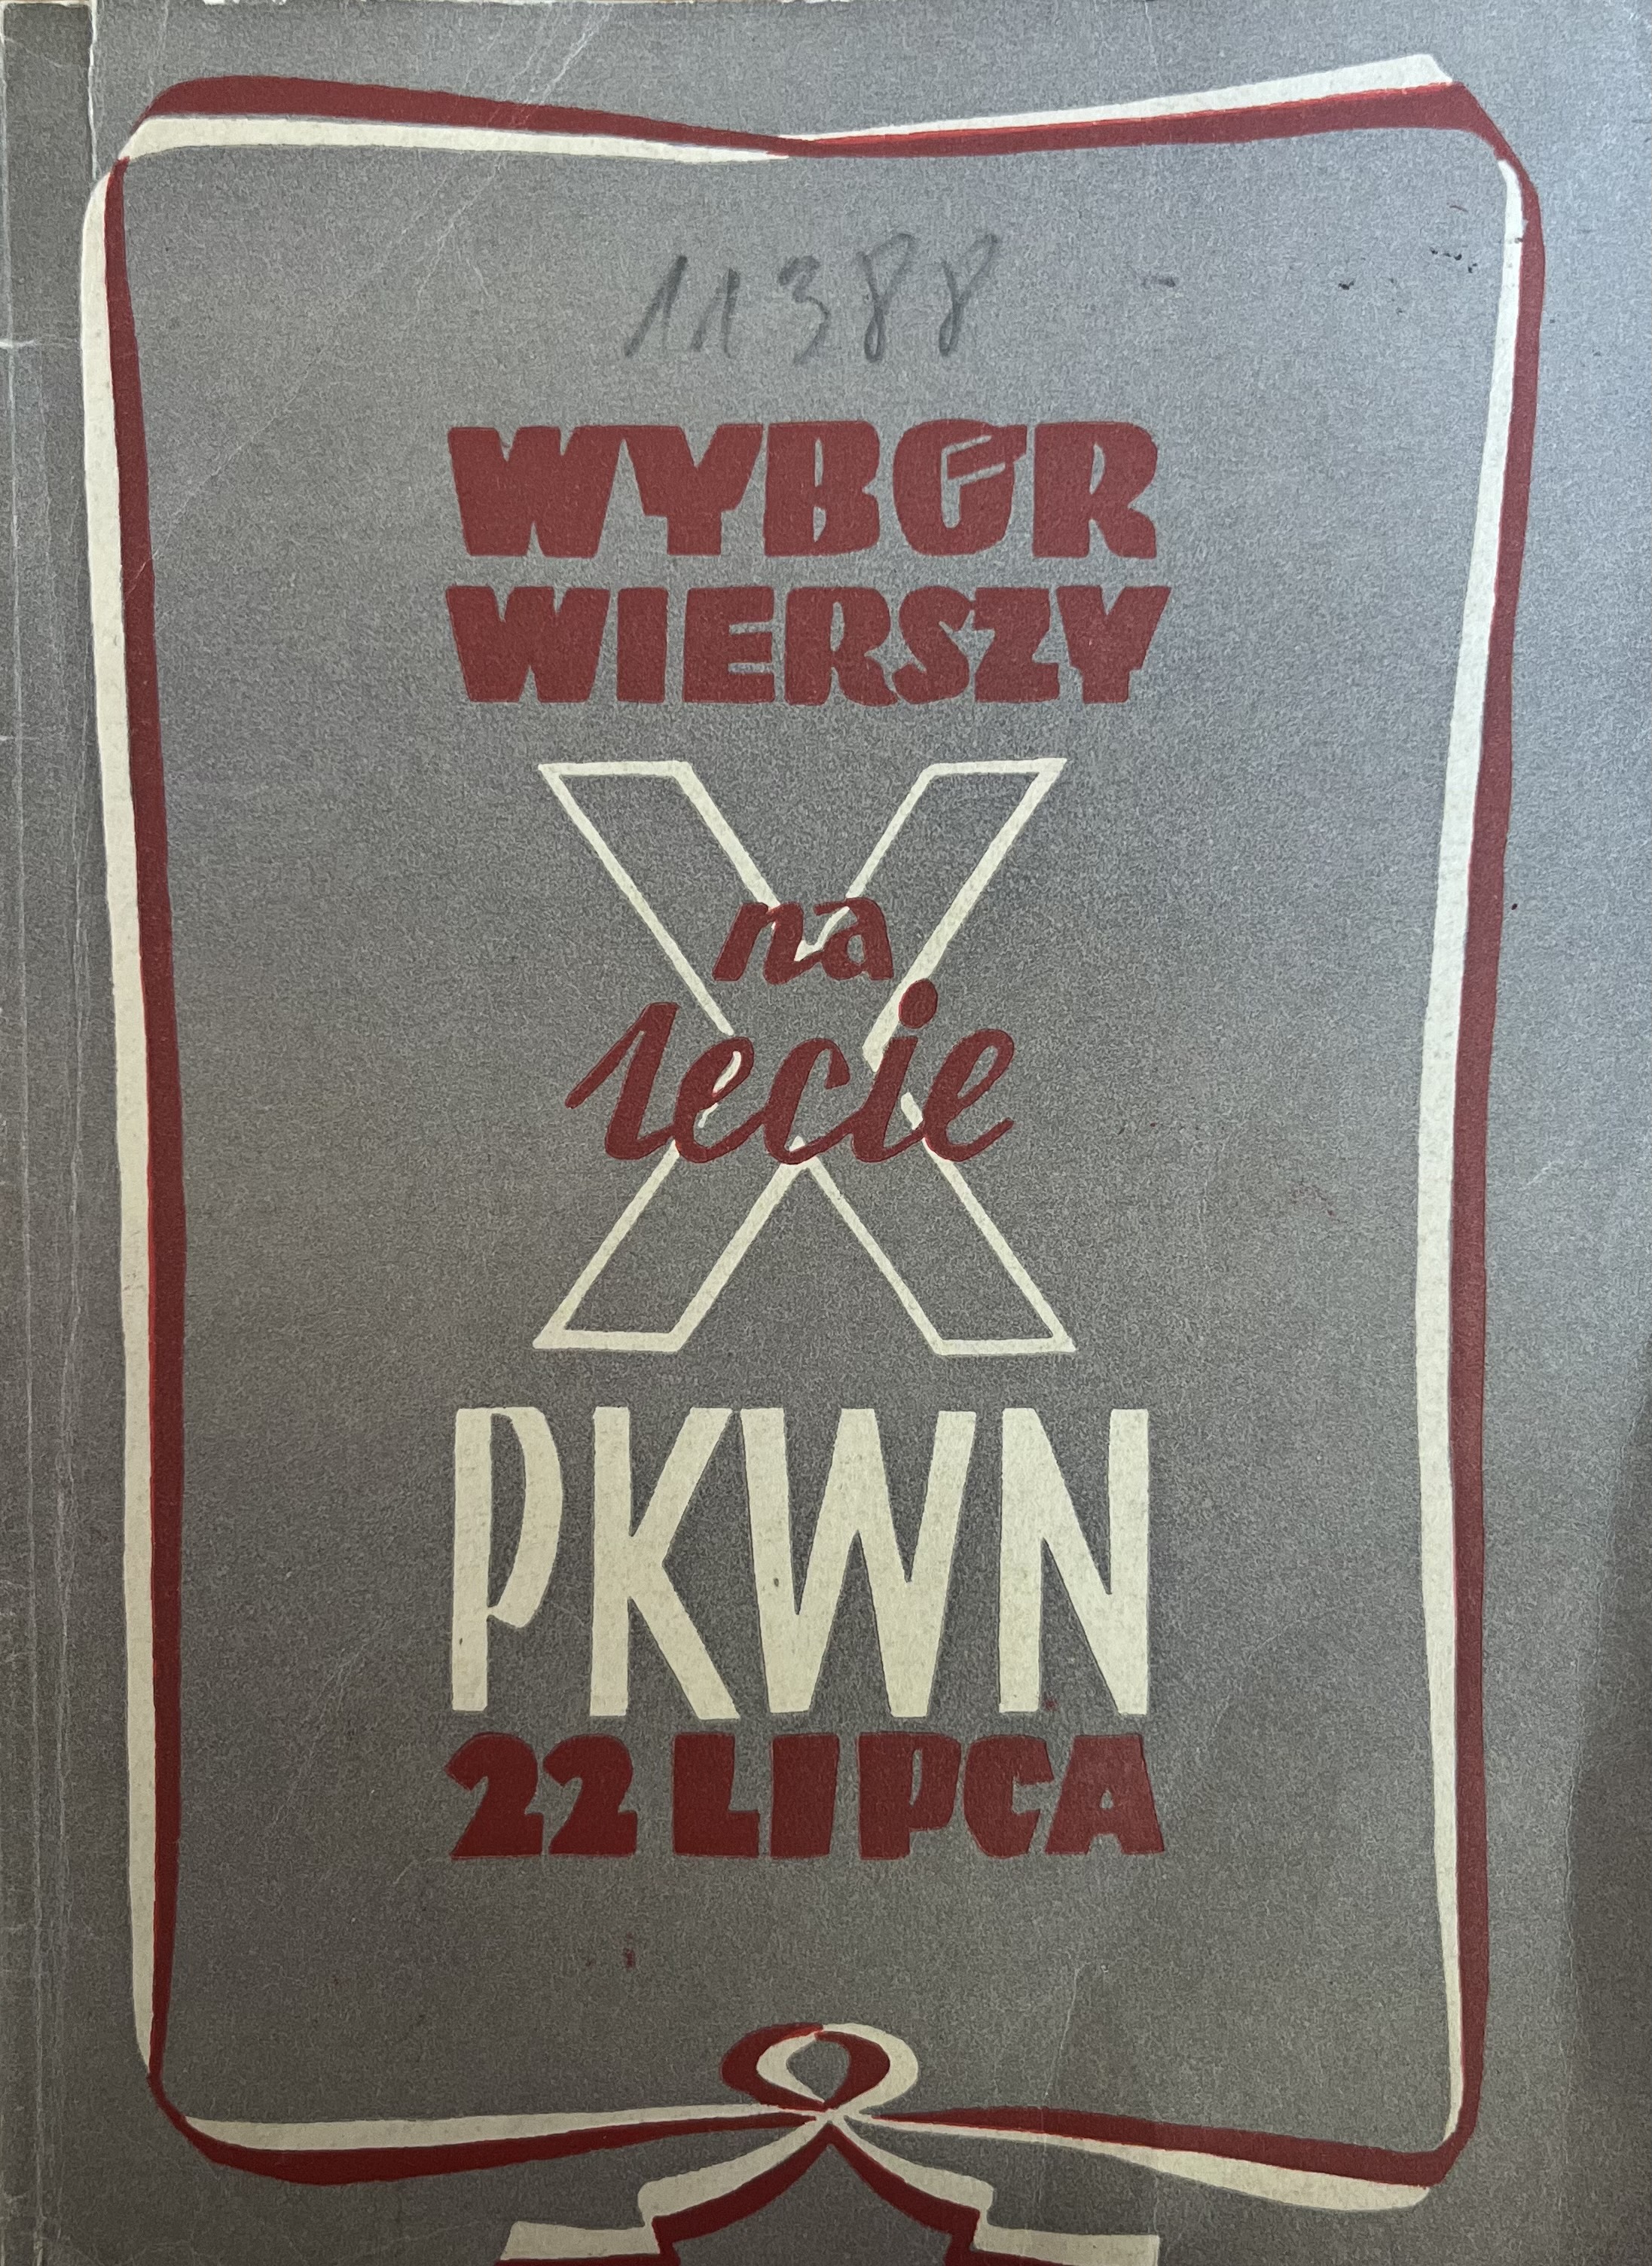 11388
WYBÓR
WIERSZY
na
X
lecie
PKWN
22 LIPCA